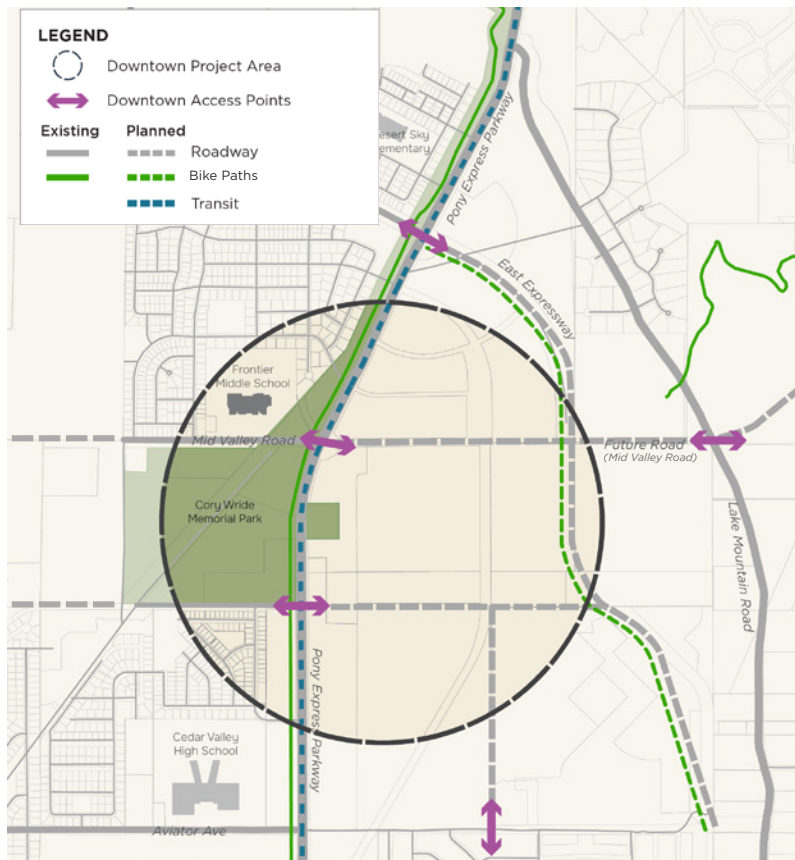 LEGEND
Downtown Project Area
Downtown Access Points
Existing Planned
Roadway
Bike Paths
Transit
esert Sky
ementary
Pony Express Parkway
East Expressway
Frontier
Middle School
Mid Valley Road
Future Road
(Mid Valley Road)
Cory Wride
Memorial Park
Lake Mountain Road
Pony Express Parkway
Cedar Valley
High School
Aviator Ave